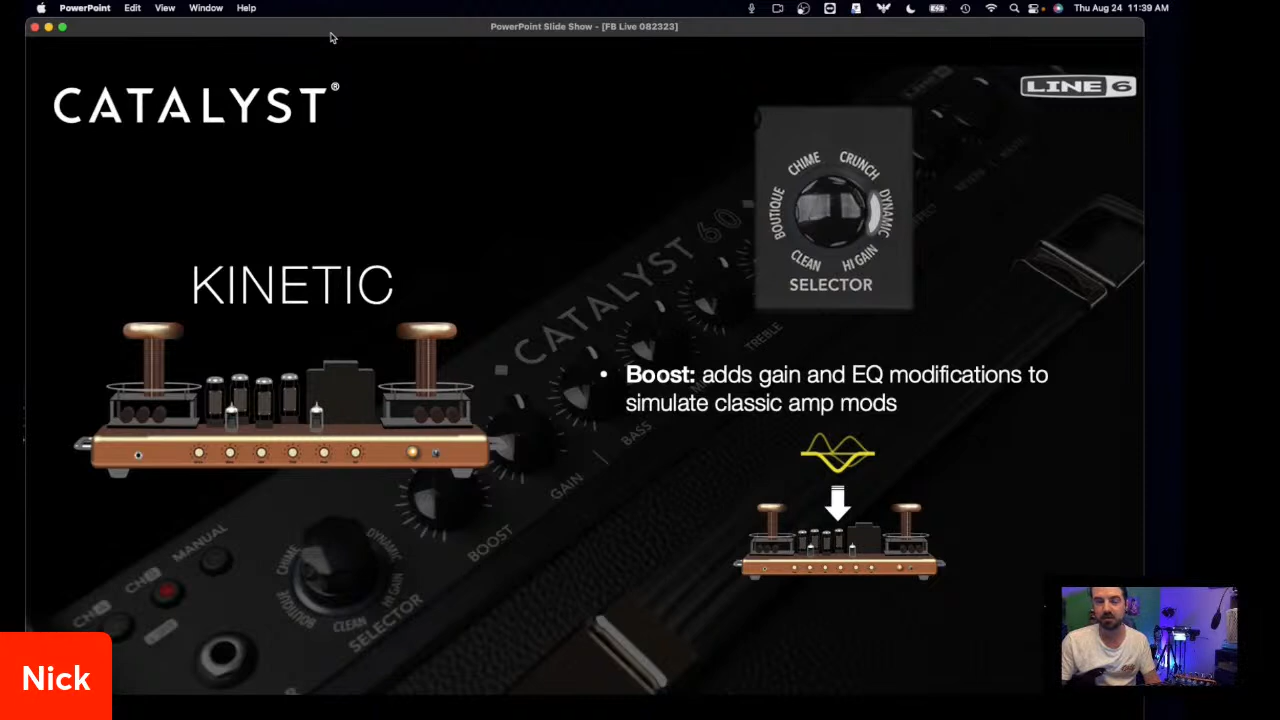 PowerPoint Edit View Window Help
Thu Aug 24 11:39 AM
PowerPoint Slide Show - [FB Live 082323]
CATALYST®
LINE 6
CHIME CRUNCH
BOUTIQUE DYNAMIC
CLEAN HI GAIN
SELECTOR
KINETIC
CATALYST 60
TREBLE
• Boost: adds gain and EQ modifications to
simulate classic amp mods
BASS
GAIN
BOOST
MANUAL
CHIME DYNAMIC
BOUTIQUE HI GAIN
CLEAN
SELECTOR
Nick